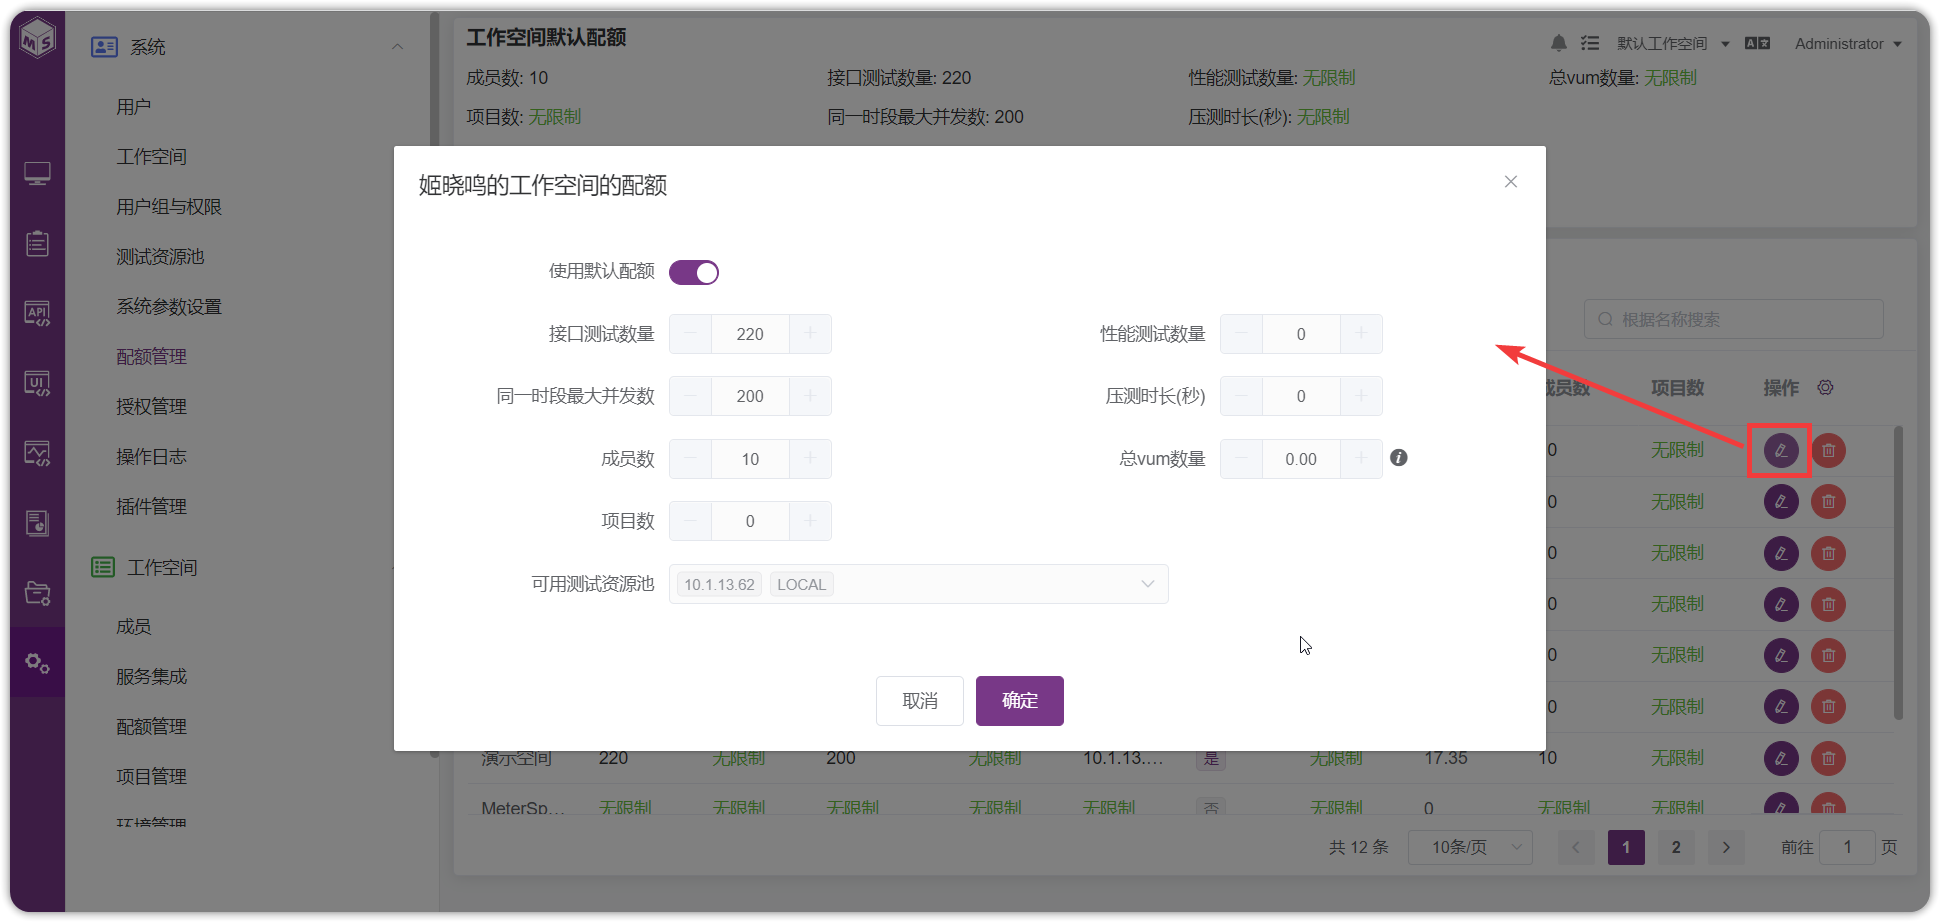 MS
系统
用户
工作空间
用户组与权限
测试资源池
系统参数设置
配额管理
授权管理
操作日志
插件管理
工作空间
成员
服务集成
配额管理
项目管理
环境管理
API
UI
工作空间默认配额
默认工作空间
Administrator
成员数: 10 接口测试数量: 220 性能测试数量: 无限制 总vum数量: 无限制
项目数: 无限制 同一时段最大并发数: 200 压测时长(秒): 无限制
姬晓鸣的工作空间的配额
使用默认配额
接口测试数量 220 性能测试数量 0
同一时段最大并发数 200 压测时长(秒) 0
成员数 10 总vum数量 0.00
项目数 0
可用测试资源池 10.1.13.62 LOCAL
取消 确定
根据名称搜索
成员数 项目数 操作
0 无限制
0 无限制
0 无限制
0 无限制
0 无限制
0 无限制
演示空间 220 无限制 200 无限制 10.1.13.... 是 无限制 17.35 10 无限制
MeterSp... 无限制 无限制 无限制 无限制 无限制 否 无限制 0 无限制 无限制
共 12 条 10条/页 1 2 前往 1 页